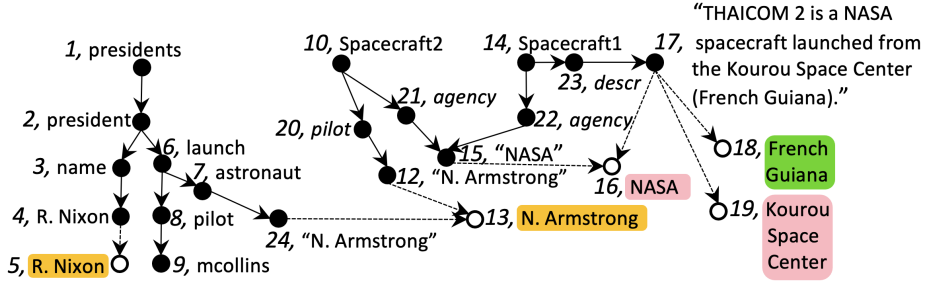 "THAICOM 2 is a NASA
spacecraft launched from
the Kourou Space Center
(French Guiana)."
1, presidents
10, Spacecraft2
14, Spacecraft1
17,
23, descr
2, president
21, agency
22, agency
20, pilot
3, name
6, launch
7, astronaut
15, "NASA"
12, "N. Armstrong"
16, NASA
18, French
Guiana
4, R. Nixon
8, pilot
24, "N. Armstrong"
13, N. Armstrong
19, Kourou
Space
Center
5, R. Nixon
9, mcollins